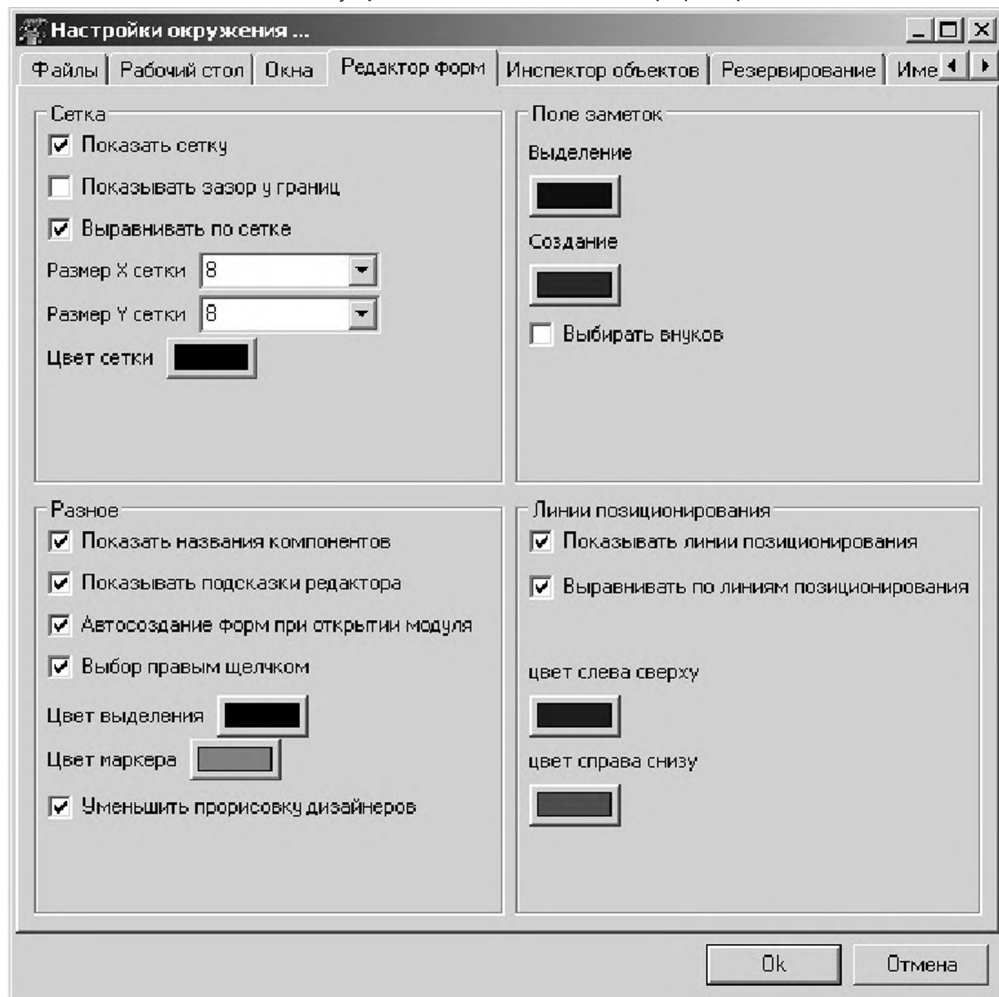 Настройки окружения ...
Файлы Рабочий стол Окна Редактор форм Инспектор объектов Резервирование Име
Сетка
Показать сетку
Показывать зазор у границ
Выравнивать по сетке
Размер X сетки 8
Размер Y сетки 8
Цвет сетки
Поле заметок
Выделение
Создание
Выбирать внуков
Разное
Показать названия компонентов
Показывать подсказки редактора
Автосоздание форм при открытии модуля
Выбор правым щелчком
Цвет выделения
Цвет маркера
Уменьшить прорисовку дизайнеров
Линии позиционирования
Показывать линии позиционирования
Выравнивать по линиям позиционирования
цвет слева сверху
цвет справа снизу
Ok Отмена